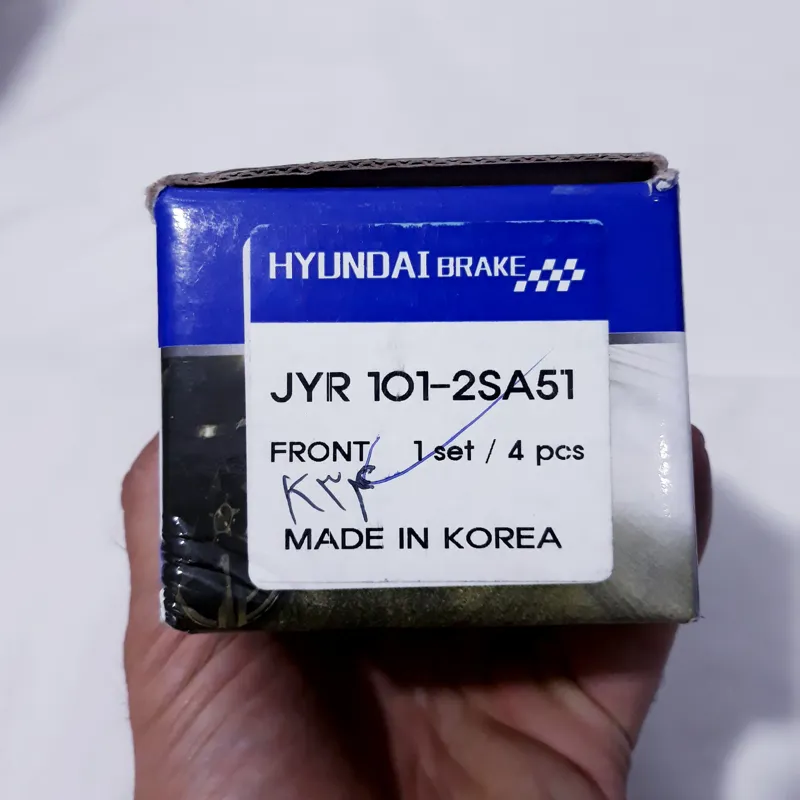 HYUNDAI BRAKE
JYR 101-2SA51
FRONT 1 set / 4 pcs
MADE IN KOREA